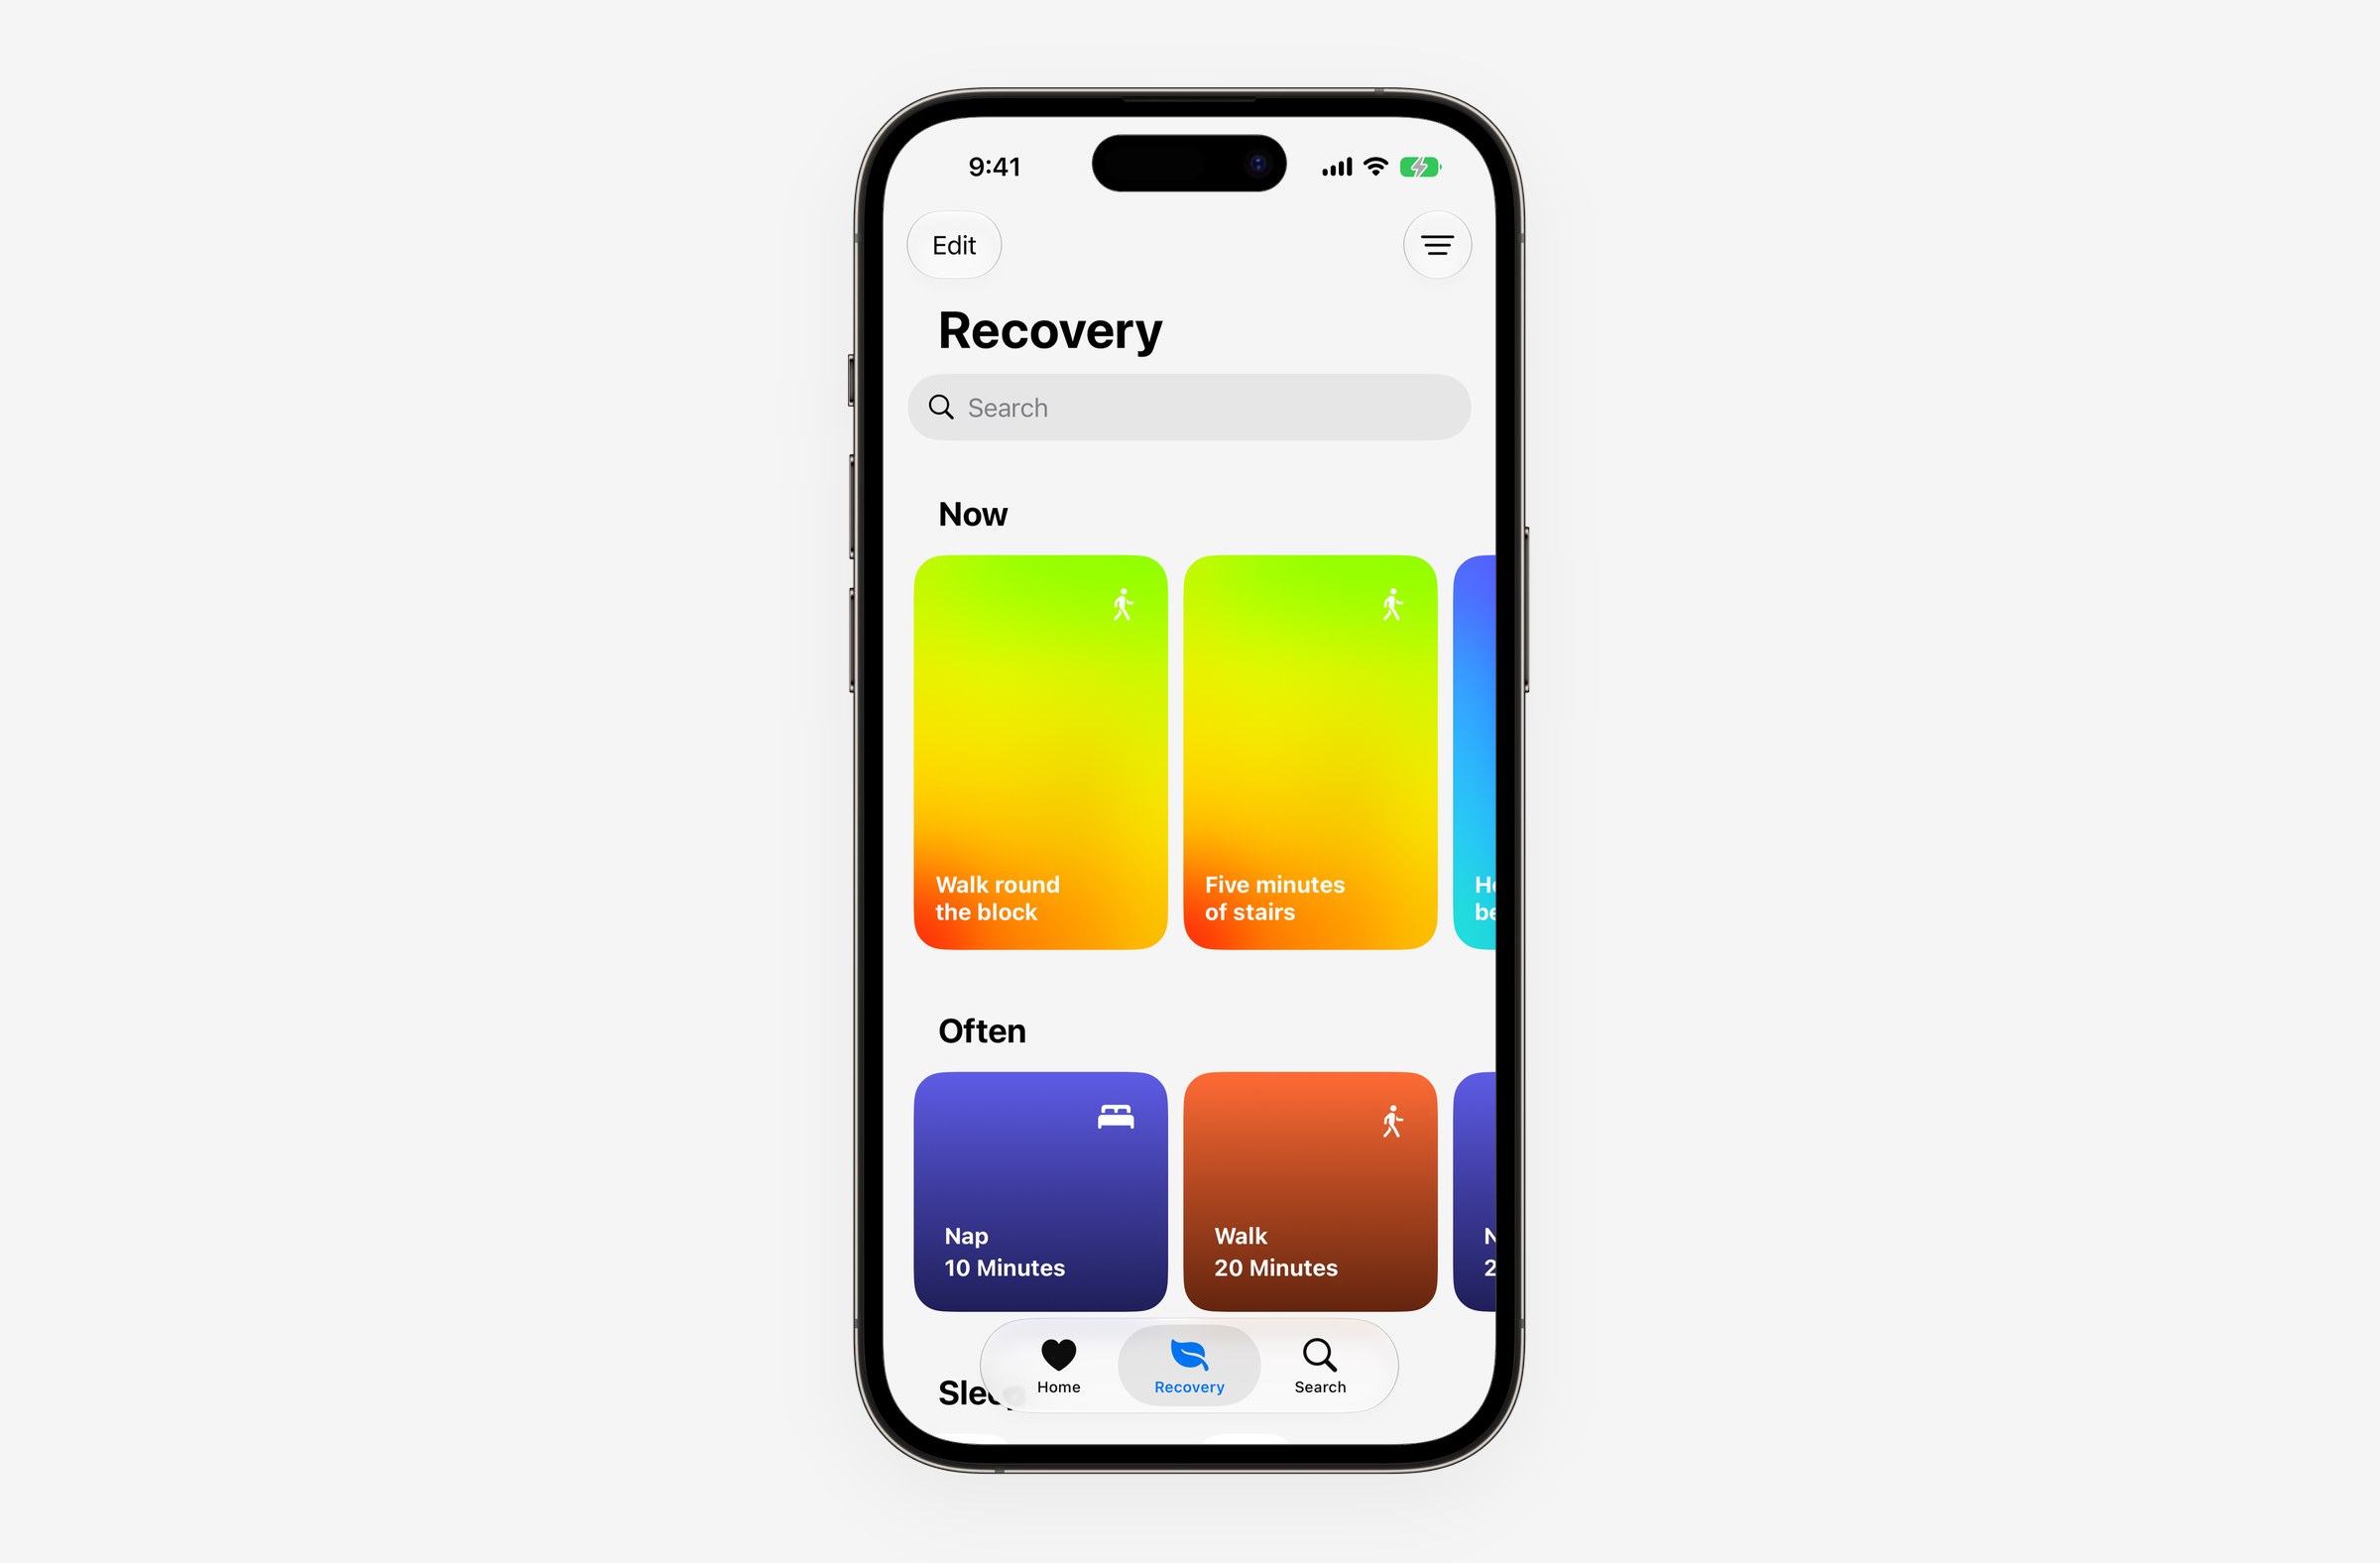 9:41
Edit
Recovery
Search
Now
Walk round
the block
Five minutes
of stairs
Often
Nap
10 Minutes
Walk
20 Minutes
Home
Recovery
Search